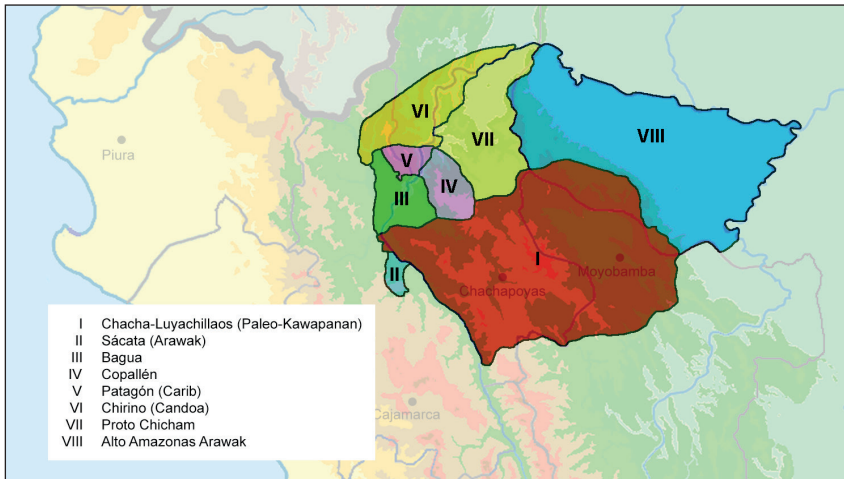 VI
VII
VIII
Piura
V
IV
III
I
Moyobamba
II
Chachapoyas
I Chacha-Luyachillaos (Paleo-Kawapanan)
II Sácata (Arawak)
III Bagua
IV Copallén
V Patagón (Carib)
VI Chirino (Candoa)
VII Proto Chicham
VIII Alto Amazonas Arawak
Cajamarca